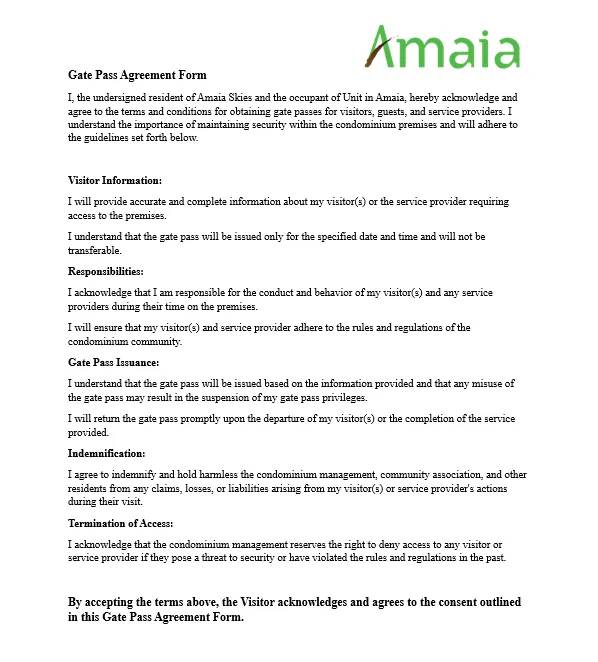 Amaia
Gate Pass Agreement Form
I, the undersigned resident of Amaia Skies and the occupant of Unit in Amaia, hereby acknowledge and
agree to the terms and conditions for obtaining gate passes for visitors, guests, and service providers. I
understand the importance of maintaining security within the condominium premises and will adhere to
the guidelines set forth below.
Visitor Information:
I will provide accurate and complete information about my visitor(s) or the service provider requiring
access to the premises.
I understand that the gate pass will be issued only for the specified date and time and will not be
transferable.
Responsibilities:
I acknowledge that I am responsible for the conduct and behavior of my visitor(s) and any service
providers during their time on the premises.
I will ensure that my visitor(s) and service provider adhere to the rules and regulations of the
condominium community.
Gate Pass Issuance:
I understand that the gate pass will be issued based on the information provided and that any misuse of
the gate pass may result in the suspension of my gate pass privileges.
I will return the gate pass promptly upon the departure of my visitor(s) or the completion of the service
provided.
Indemnification:
I agree to indemnify and hold harmless the condominium management, community association, and other
residents from any claims, losses, or liabilities arising from my visitor(s) or service provider's actions
during their visit.
Termination of Access:
I acknowledge that the condominium management reserves the right to deny access to any visitor or
service provider if they pose a threat to security or have violated the rules and regulations in the past.
By accepting the terms above, the Visitor acknowledges and agrees to the consent outlined
in this Gate Pass Agreement Form.